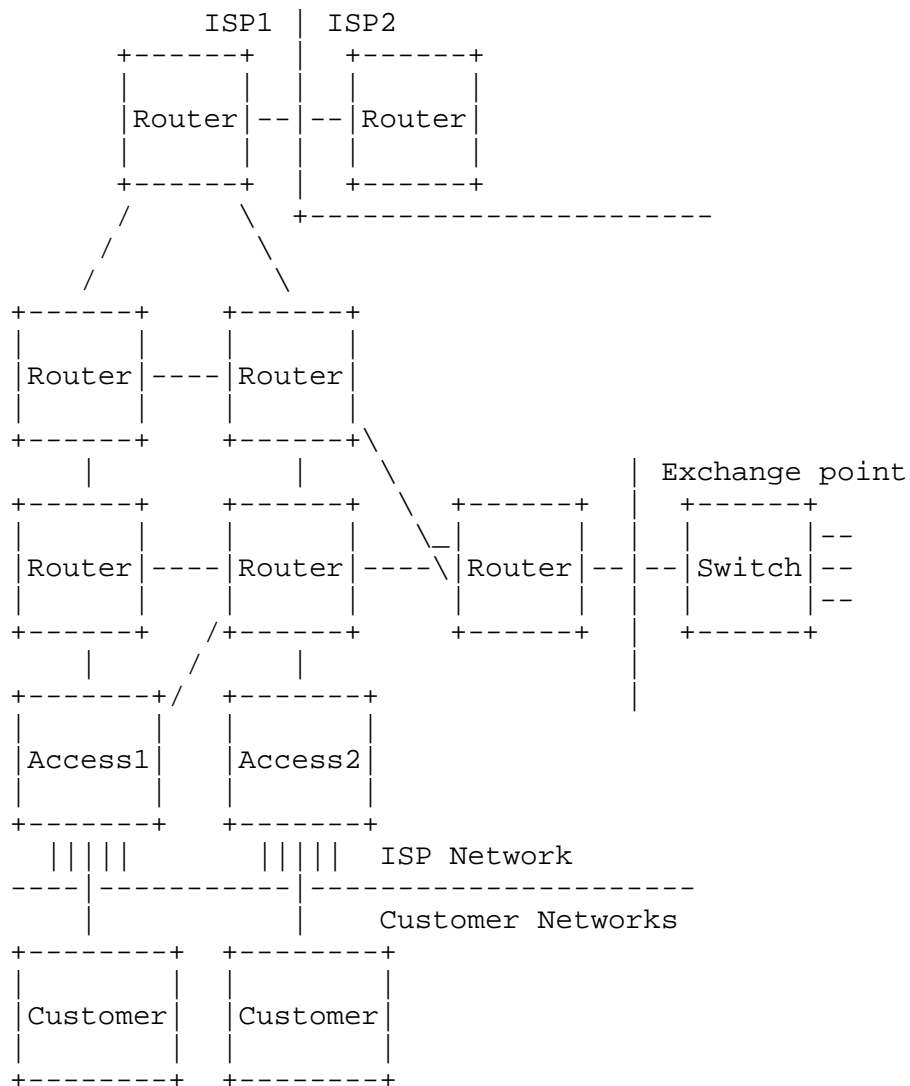 ISP1 | ISP2
Router Router
Router Router
Exchange point
Router Router Router Switch
Access1 Access2
ISP Network
Customer Networks
Customer Customer